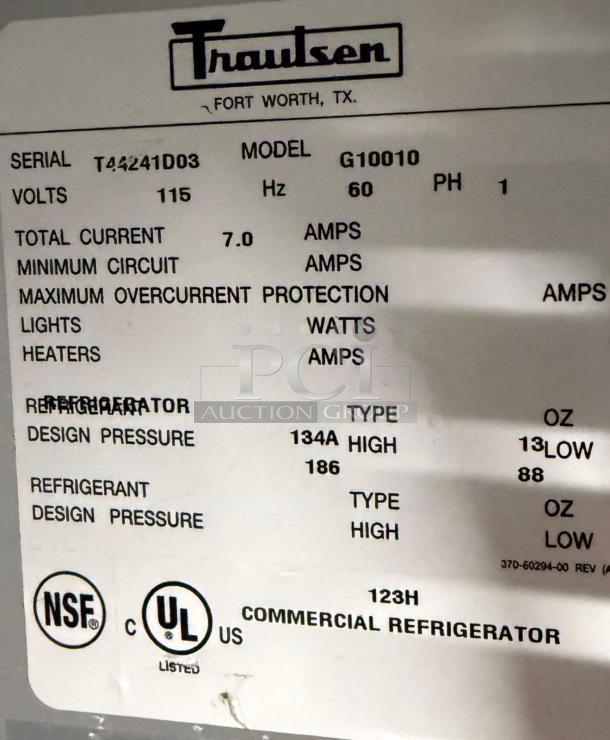 Traulsen
FORT WORTH, TX.
SERIAL T44241D03 MODEL G10010
VOLTS 115 Hz 60 PH 1
TOTAL CURRENT 7.0 AMPS
MINIMUM CIRCUIT AMPS
MAXIMUM OVERCURRENT PROTECTION AMPS
LIGHTS WATTS
HEATERS AMPS
PCI
AUCTION GROUP
REFRIGERATOR
REFRIGERANT 134A TYPE 13 OZ
DESIGN PRESSURE 186 HIGH 88 LOW
REFRIGERANT TYPE OZ
DESIGN PRESSURE HIGH LOW
370-60294-00 REV (A
NSF®
C UL® US
LISTED
123H
COMMERCIAL REFRIGERATOR